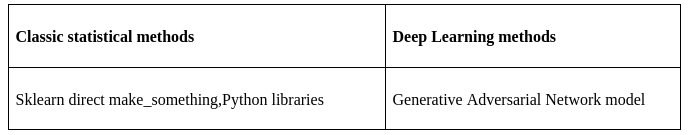 Classic statistical methods
Deep Learning methods
Sklearn direct make_something,Python libraries
Generative Adversarial Network model